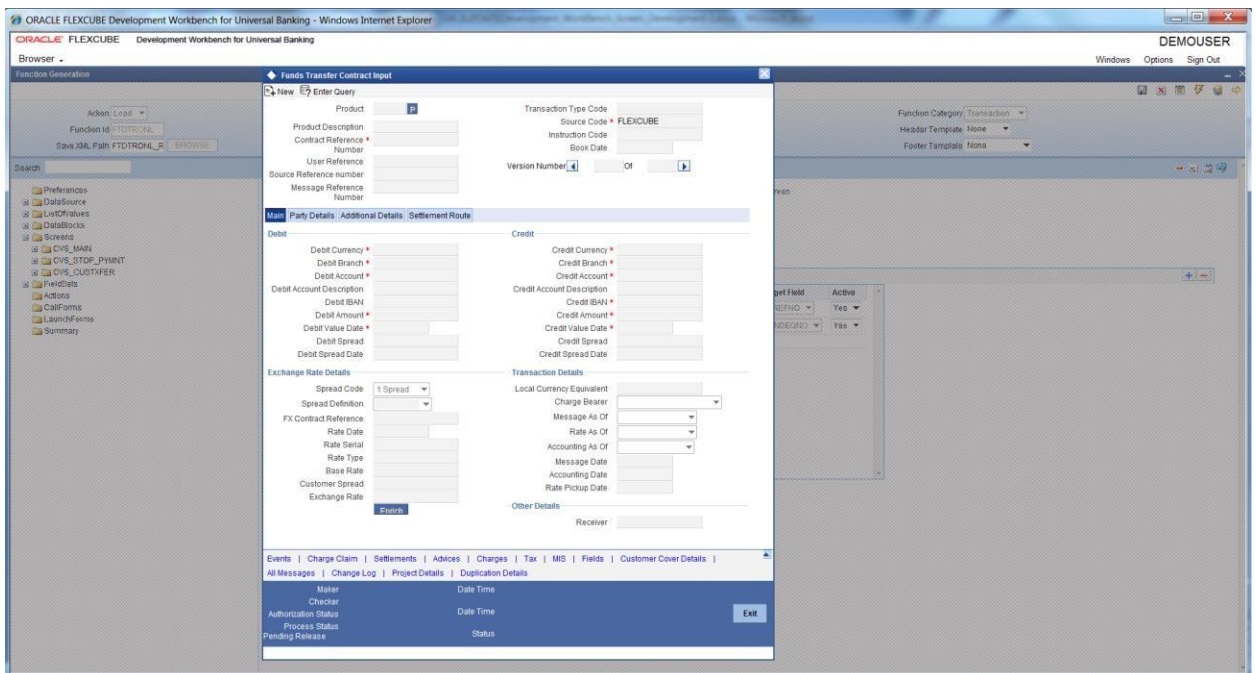 ORACLE FLEXCUBE Development Workbench for Universal Banking - Windows Internet Explorer
ORACLE FLEXCUBE Development Workbench for Universal Banking
DEMOUSER
Browser
Windows Options Sign Out
Function Generation
Action Load
Function Id FTDTRONL
Save XML Path FTDTRONL_R BROWSE
Function Category Transaction
Header Template None
Footer Template None
Search
Preferences
DataSource
ListOfValues
DataBlocks
Screens
CVS_MAIN
CVS_STOP_PYMNT
CVS_CUSTXFER
FieldSets
Actions
CallForms
LaunchForms
Summary
Funds Transfer Contract Input
New Enter Query
Product P
Product Description
Contract Reference *
Number
User Reference
Source Reference number
Message Reference
Number
Transaction Type Code
Source Code * FLEXCUBE
Instruction Code
Book Date
Version Number Of
Main Party Details Additional Details Settlement Route
Debit
Debit Currency *
Debit Branch *
Debit Account *
Debit Account Description
Debit IBAN
Debit Amount *
Debit Value Date *
Debit Spread
Debit Spread Date
Credit
Credit Currency *
Credit Branch *
Credit Account *
Credit Account Description
Credit IBAN *
Credit Amount *
Credit Value Date *
Credit Spread
Credit Spread Date
Exchange Rate Details
Spread Code 1 Spread
Spread Definition
FX Contract Reference
Rate Date
Rate Serial
Rate Type
Base Rate
Customer Spread
Exchange Rate
Enrich
Transaction Details
Local Currency Equivalent
Charge Bearer
Message As Of
Rate As Of
Accounting As Of
Message Date
Accounting Date
Rate Pickup Date
Other Details
Receiver
Events | Charge Claim | Settlements | Advices | Charges | Tax | MIS | Fields | Customer Cover Details |
All Messages | Change Log | Project Details | Duplication Details
Maker Date Time
Checker
Authorization Status Date Time
Process Status
Pending Release Status
Exit
get Field Active
REFNO Yes
Yes